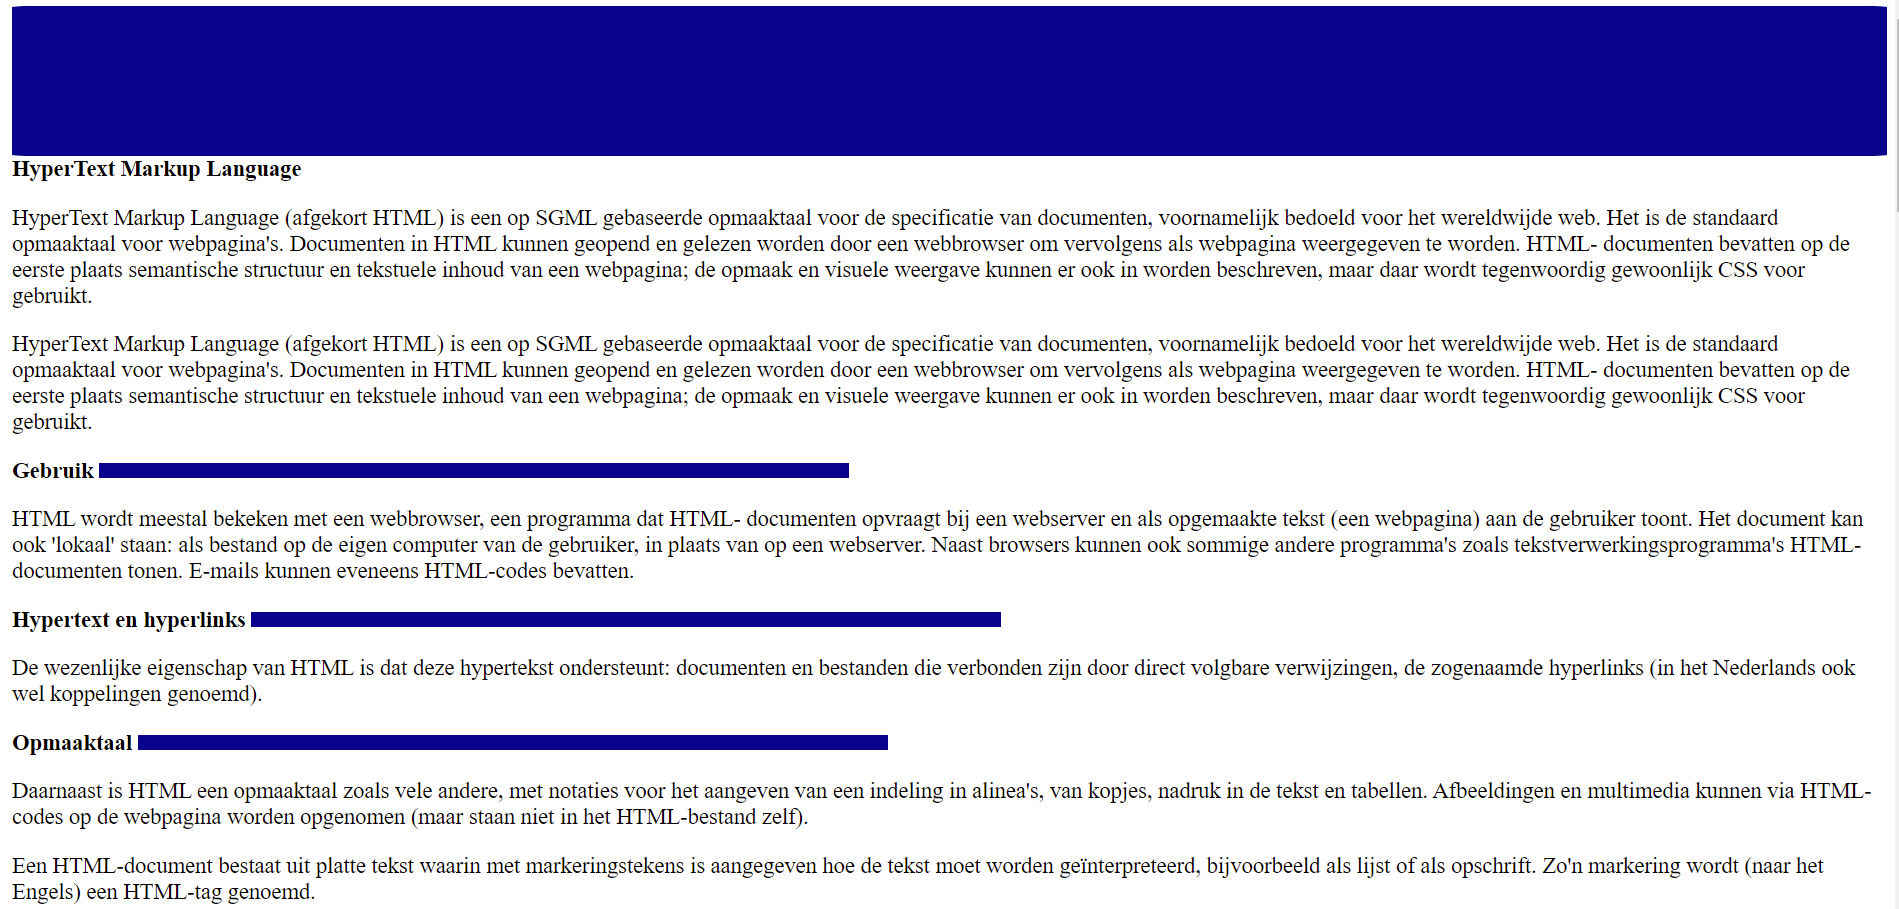 HyperText Markup Language
HyperText Markup Language (afgekort HTML) is een op SGML gebaseerde opmaaktaal voor de specificatie van documenten, voornamelijk bedoeld voor het wereldwijde web. Het is de standaard
opmaaktaal voor webpagina's. Documenten in HTML kunnen geopend en gelezen worden door een webbrowser om vervolgens als webpagina weergegeven te worden. HTML- documenten bevatten op de
eerste plaats semantische structuur en tekstuele inhoud van een webpagina; de opmaak en visuele weergave kunnen er ook in worden beschreven, maar daar wordt tegenwoordig gewoonlijk CSS voor
gebruikt.
HyperText Markup Language (afgekort HTML) is een op SGML gebaseerde opmaaktaal voor de specificatie van documenten, voornamelijk bedoeld voor het wereldwijde web. Het is de standaard
opmaaktaal voor webpagina's. Documenten in HTML kunnen geopend en gelezen worden door een webbrowser om vervolgens als webpagina weergegeven te worden. HTML- documenten bevatten op de
eerste plaats semantische structuur en tekstuele inhoud van een webpagina; de opmaak en visuele weergave kunnen er ook in worden beschreven, maar daar wordt tegenwoordig gewoonlijk CSS voor
gebruikt.
Gebruik
HTML wordt meestal bekeken met een webbrowser, een programma dat HTML- documenten opvraagt bij een webserver en als opgemaakte tekst (een webpagina) aan de gebruiker toont. Het document kan
ook 'lokaal' staan: als bestand op de eigen computer van de gebruiker, in plaats van op een webserver. Naast browsers kunnen ook sommige andere programma's zoals tekstverwerkingsprogramma's HTML-
documenten tonen. E-mails kunnen eveneens HTML-codes bevatten.
Hypertext en hyperlinks
De wezenlijke eigenschap van HTML is dat deze hypertekst ondersteunt: documenten en bestanden die verbonden zijn door direct volgbare verwijzingen, de zogenaamde hyperlinks (in het Nederlands ook
wel koppelingen genoemd).
Opmaaktaal
Daarnaast is HTML een opmaaktaal zoals vele andere, met notaties voor het aangeven van een indeling in alinea's, van kopjes, nadruk in de tekst en tabellen. Afbeeldingen en multimedia kunnen via HTML-
codes op de webpagina worden opgenomen (maar staan niet in het HTML-bestand zelf).
Een HTML-document bestaat uit platte tekst waarin met markeringstekens is aangegeven hoe de tekst moet worden geïnterpreteerd, bijvoorbeeld als lijst of als opschrift. Zo'n markering wordt (naar het
Engels) een HTML-tag genoemd.